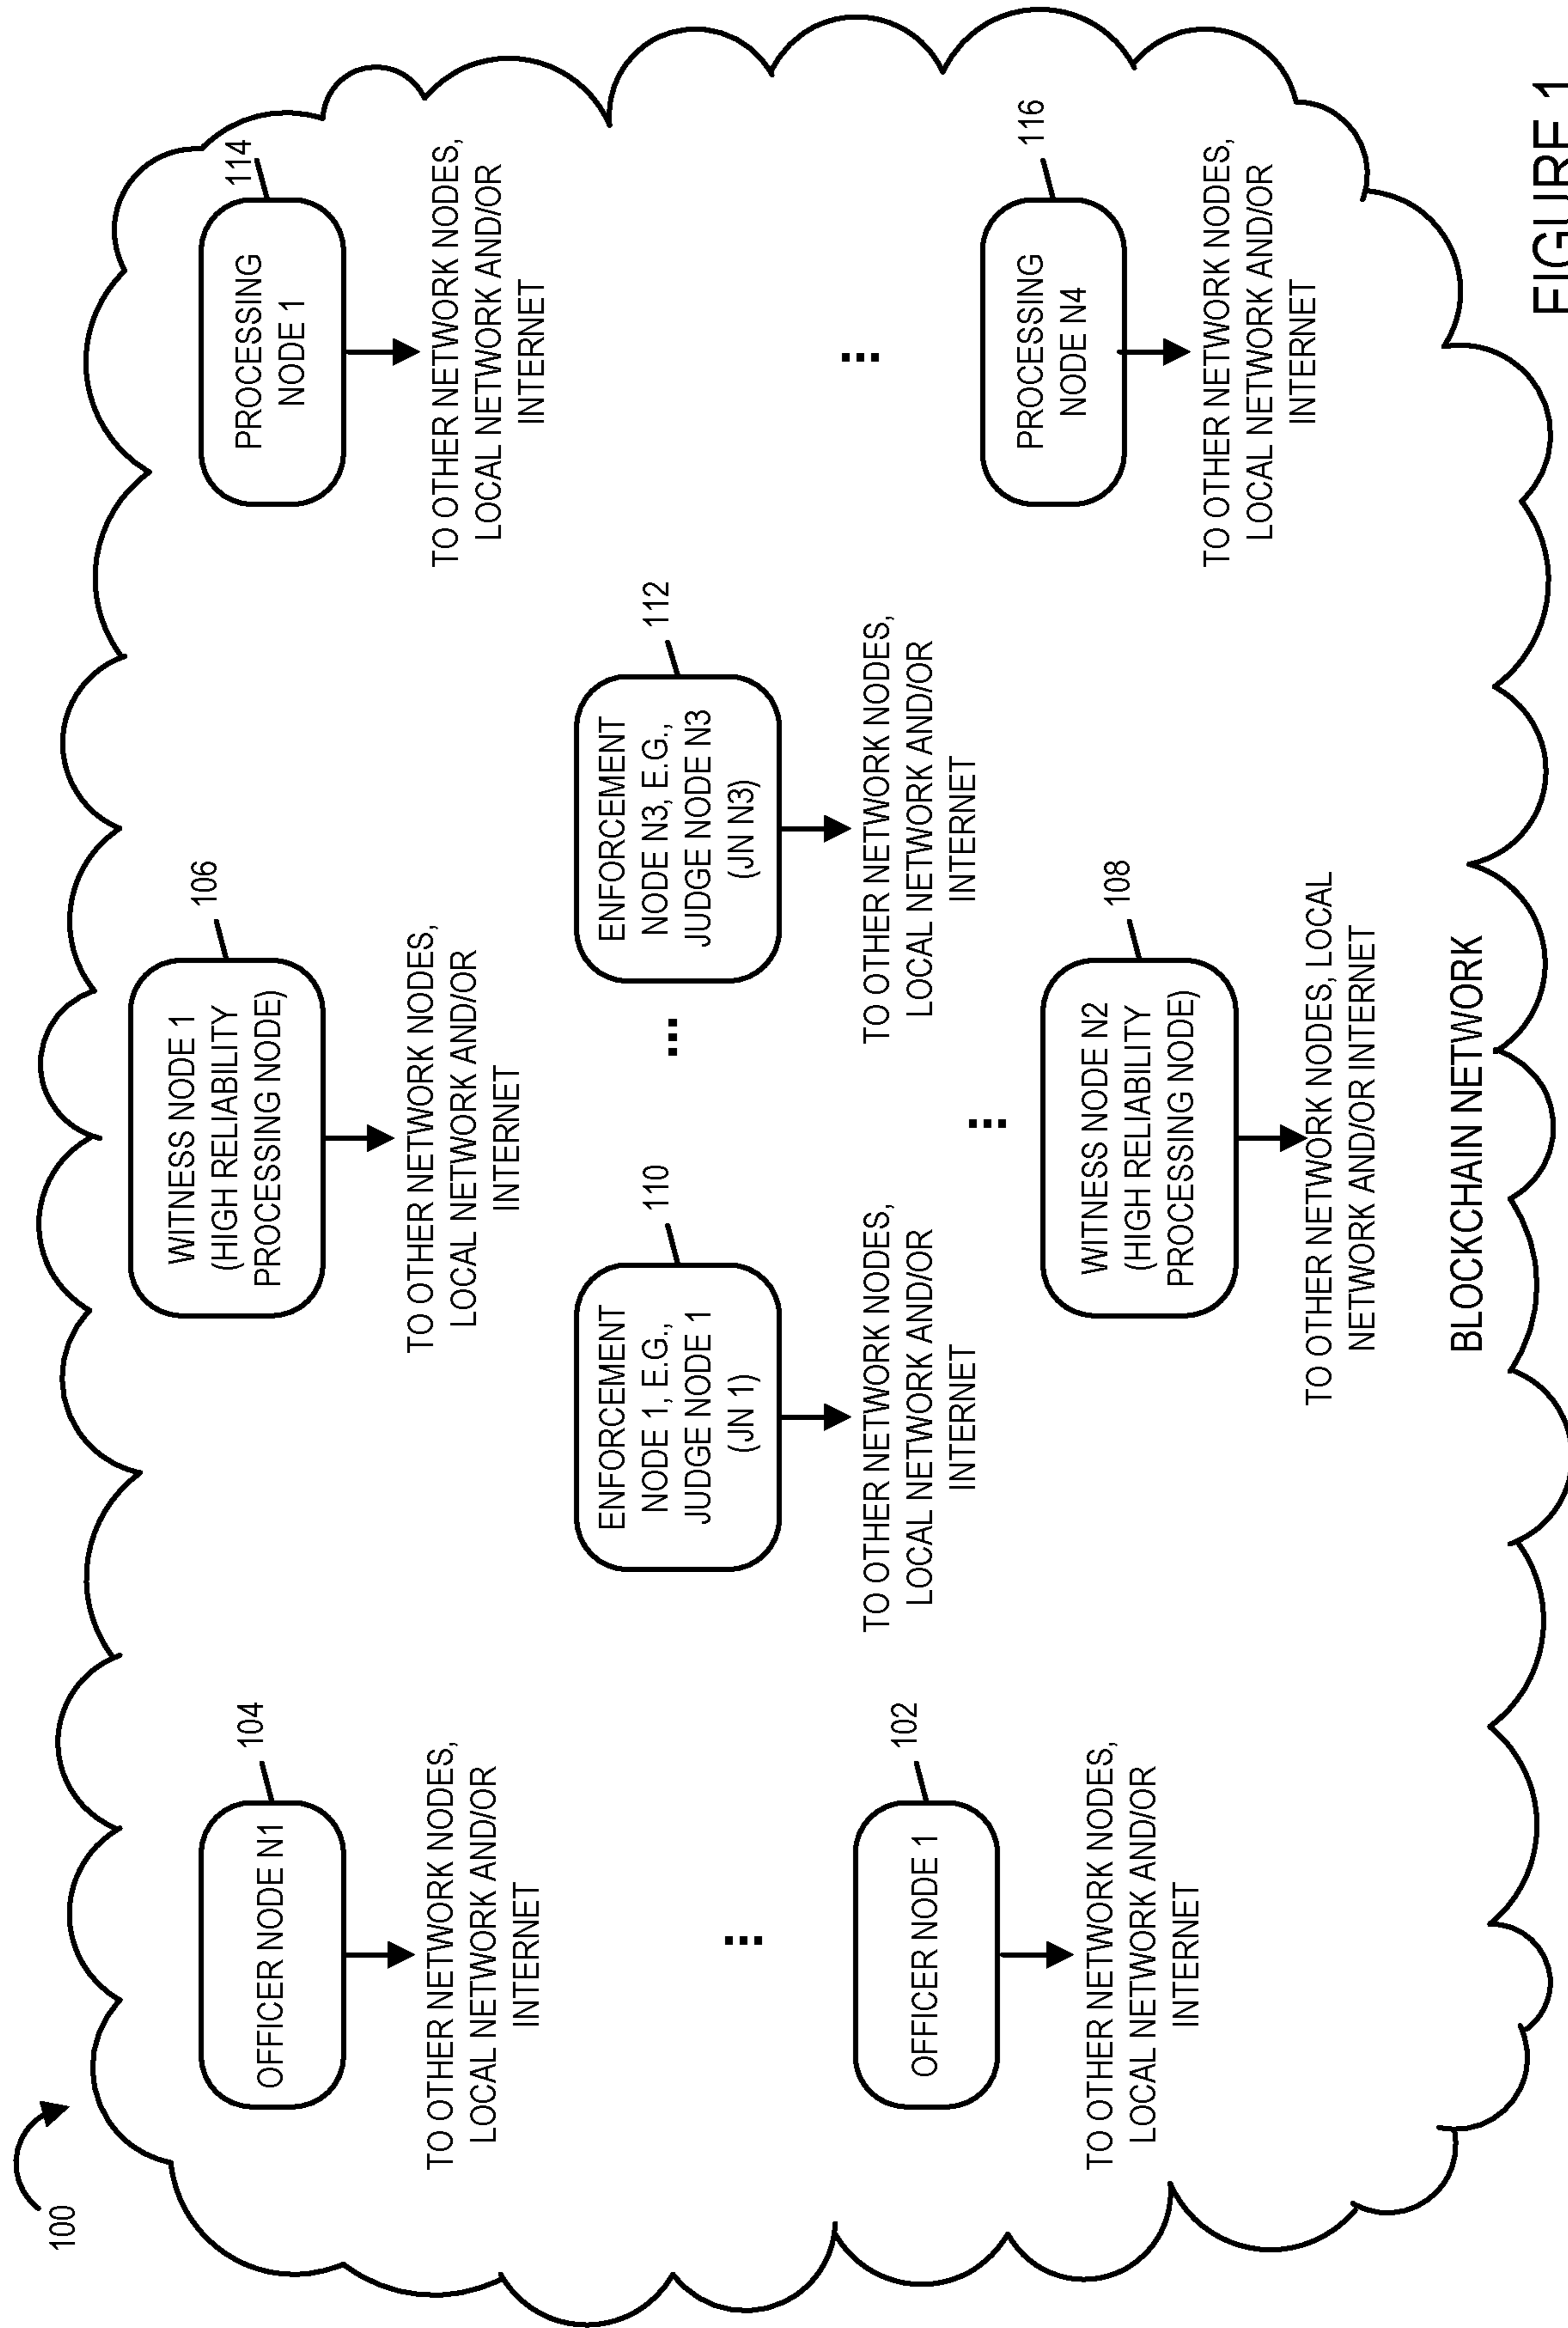 100
OFFICER NODE N1
104
TO OTHER NETWORK NODES,
LOCAL NETWORK AND/OR
INTERNET
...
OFFICER NODE 1
102
TO OTHER NETWORK NODES,
LOCAL NETWORK AND/OR
INTERNET
WITNESS NODE 1
(HIGH RELIABILITY
PROCESSING NODE)
106
TO OTHER NETWORK NODES,
LOCAL NETWORK AND/OR
INTERNET
ENFORCEMENT
NODE 1, E.G.,
JUDGE NODE 1
(JN 1)
110
TO OTHER NETWORK NODES,
LOCAL NETWORK AND/OR
INTERNET
...
ENFORCEMENT
NODE N3, E.G.,
JUDGE NODE N3
(JN N3)
112
TO OTHER NETWORK NODES,
LOCAL NETWORK AND/OR
INTERNET
...
WITNESS NODE N2
(HIGH RELIABILITY
PROCESSING NODE)
108
TO OTHER NETWORK NODES, LOCAL
NETWORK AND/OR INTERNET
PROCESSING
NODE 1
114
TO OTHER NETWORK NODES,
LOCAL NETWORK AND/OR
INTERNET
...
PROCESSING
NODE N4
116
TO OTHER NETWORK NODES,
LOCAL NETWORK AND/OR
INTERNET
BLOCKCHAIN NETWORK
FIGURE 1